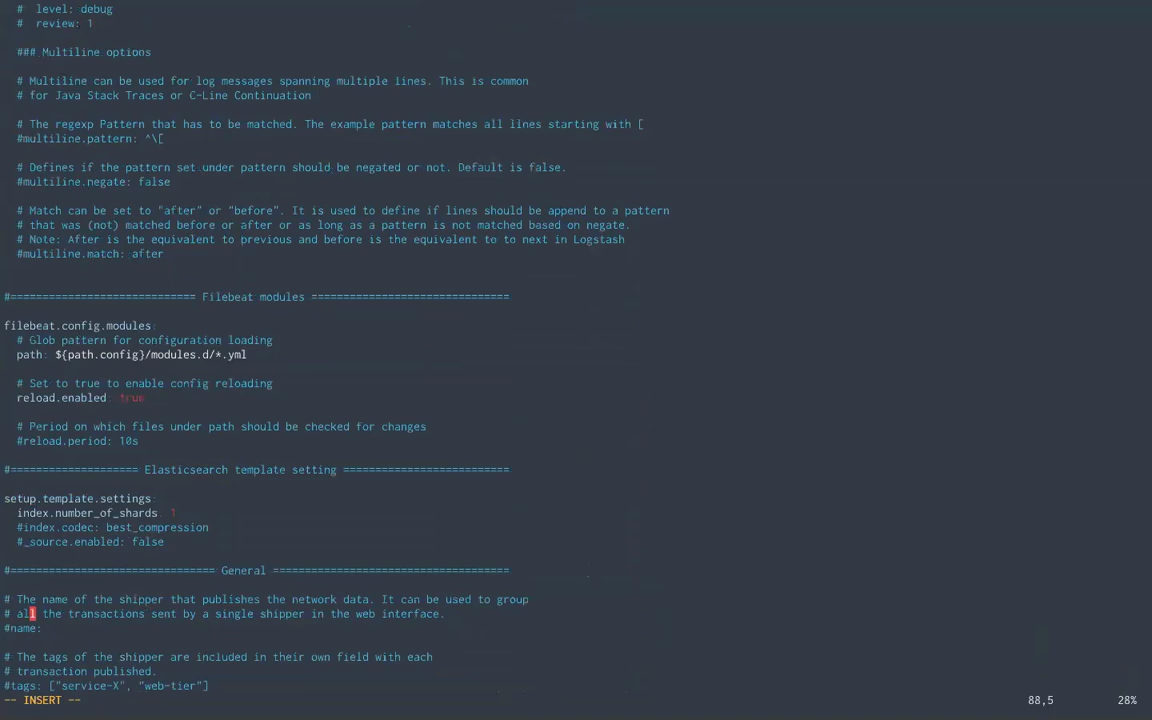 #  level: debug
#  review: 1
### Multiline options
# Multiline can be used for log messages spanning multiple lines. This is common
# for Java Stack Traces or C-Line Continuation
# The regexp Pattern that has to be matched. The example pattern matches all lines starting with [
#multiline.pattern: ^\[
# Defines if the pattern set under pattern should be negated or not. Default is false.
#multiline.negate: false
# Match can be set to "after" or "before". It is used to define if lines should be append to a pattern
# that was (not) matched before or after or as long as a pattern is not matched based on negate.
# Note: After is the equivalent to previous and before is the equivalent to to next in Logstash
#multiline.match: after
#============================= Filebeat modules ===============================
filebeat.config.modules:
# Glob pattern for configuration loading
path: ${path.config}/modules.d/*.yml
# Set to true to enable config reloading
reload.enabled: true
# Period on which files under path should be checked for changes
#reload.period: 10s
#==================== Elasticsearch template setting ==========================
setup.template.settings:
index.number_of_shards: 1
#index.codec: best_compression
#_source.enabled: false
#================================ General =====================================
# The name of the shipper that publishes the network data. It can be used to group
# all the transactions sent by a single shipper in the web interface.
#name:
# The tags of the shipper are included in their own field with each
# transaction published.
#tags: ["service-X", "web-tier"]
-- INSERT -- 88,5 28%